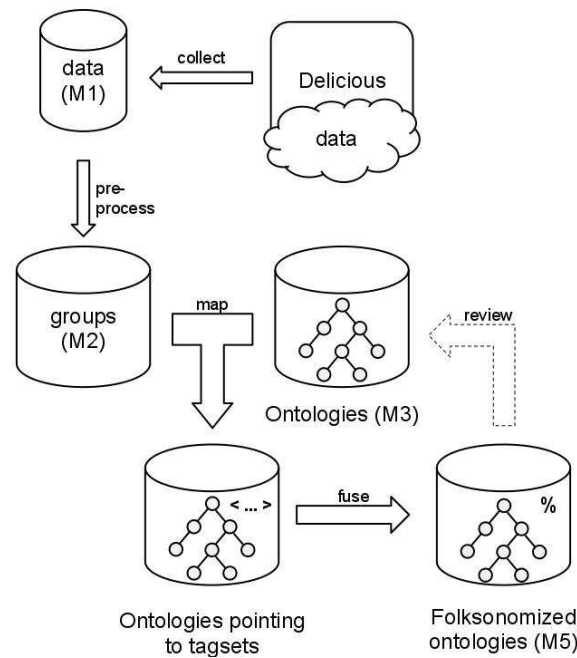 data
(M1)
collect
Delicious
data
pre-
process
groups
(M2)
map
review
Ontologies (M3)
< ... >
fuse
%
Ontologies pointing
to tagsets
Folksonomized
ontologies (M5)